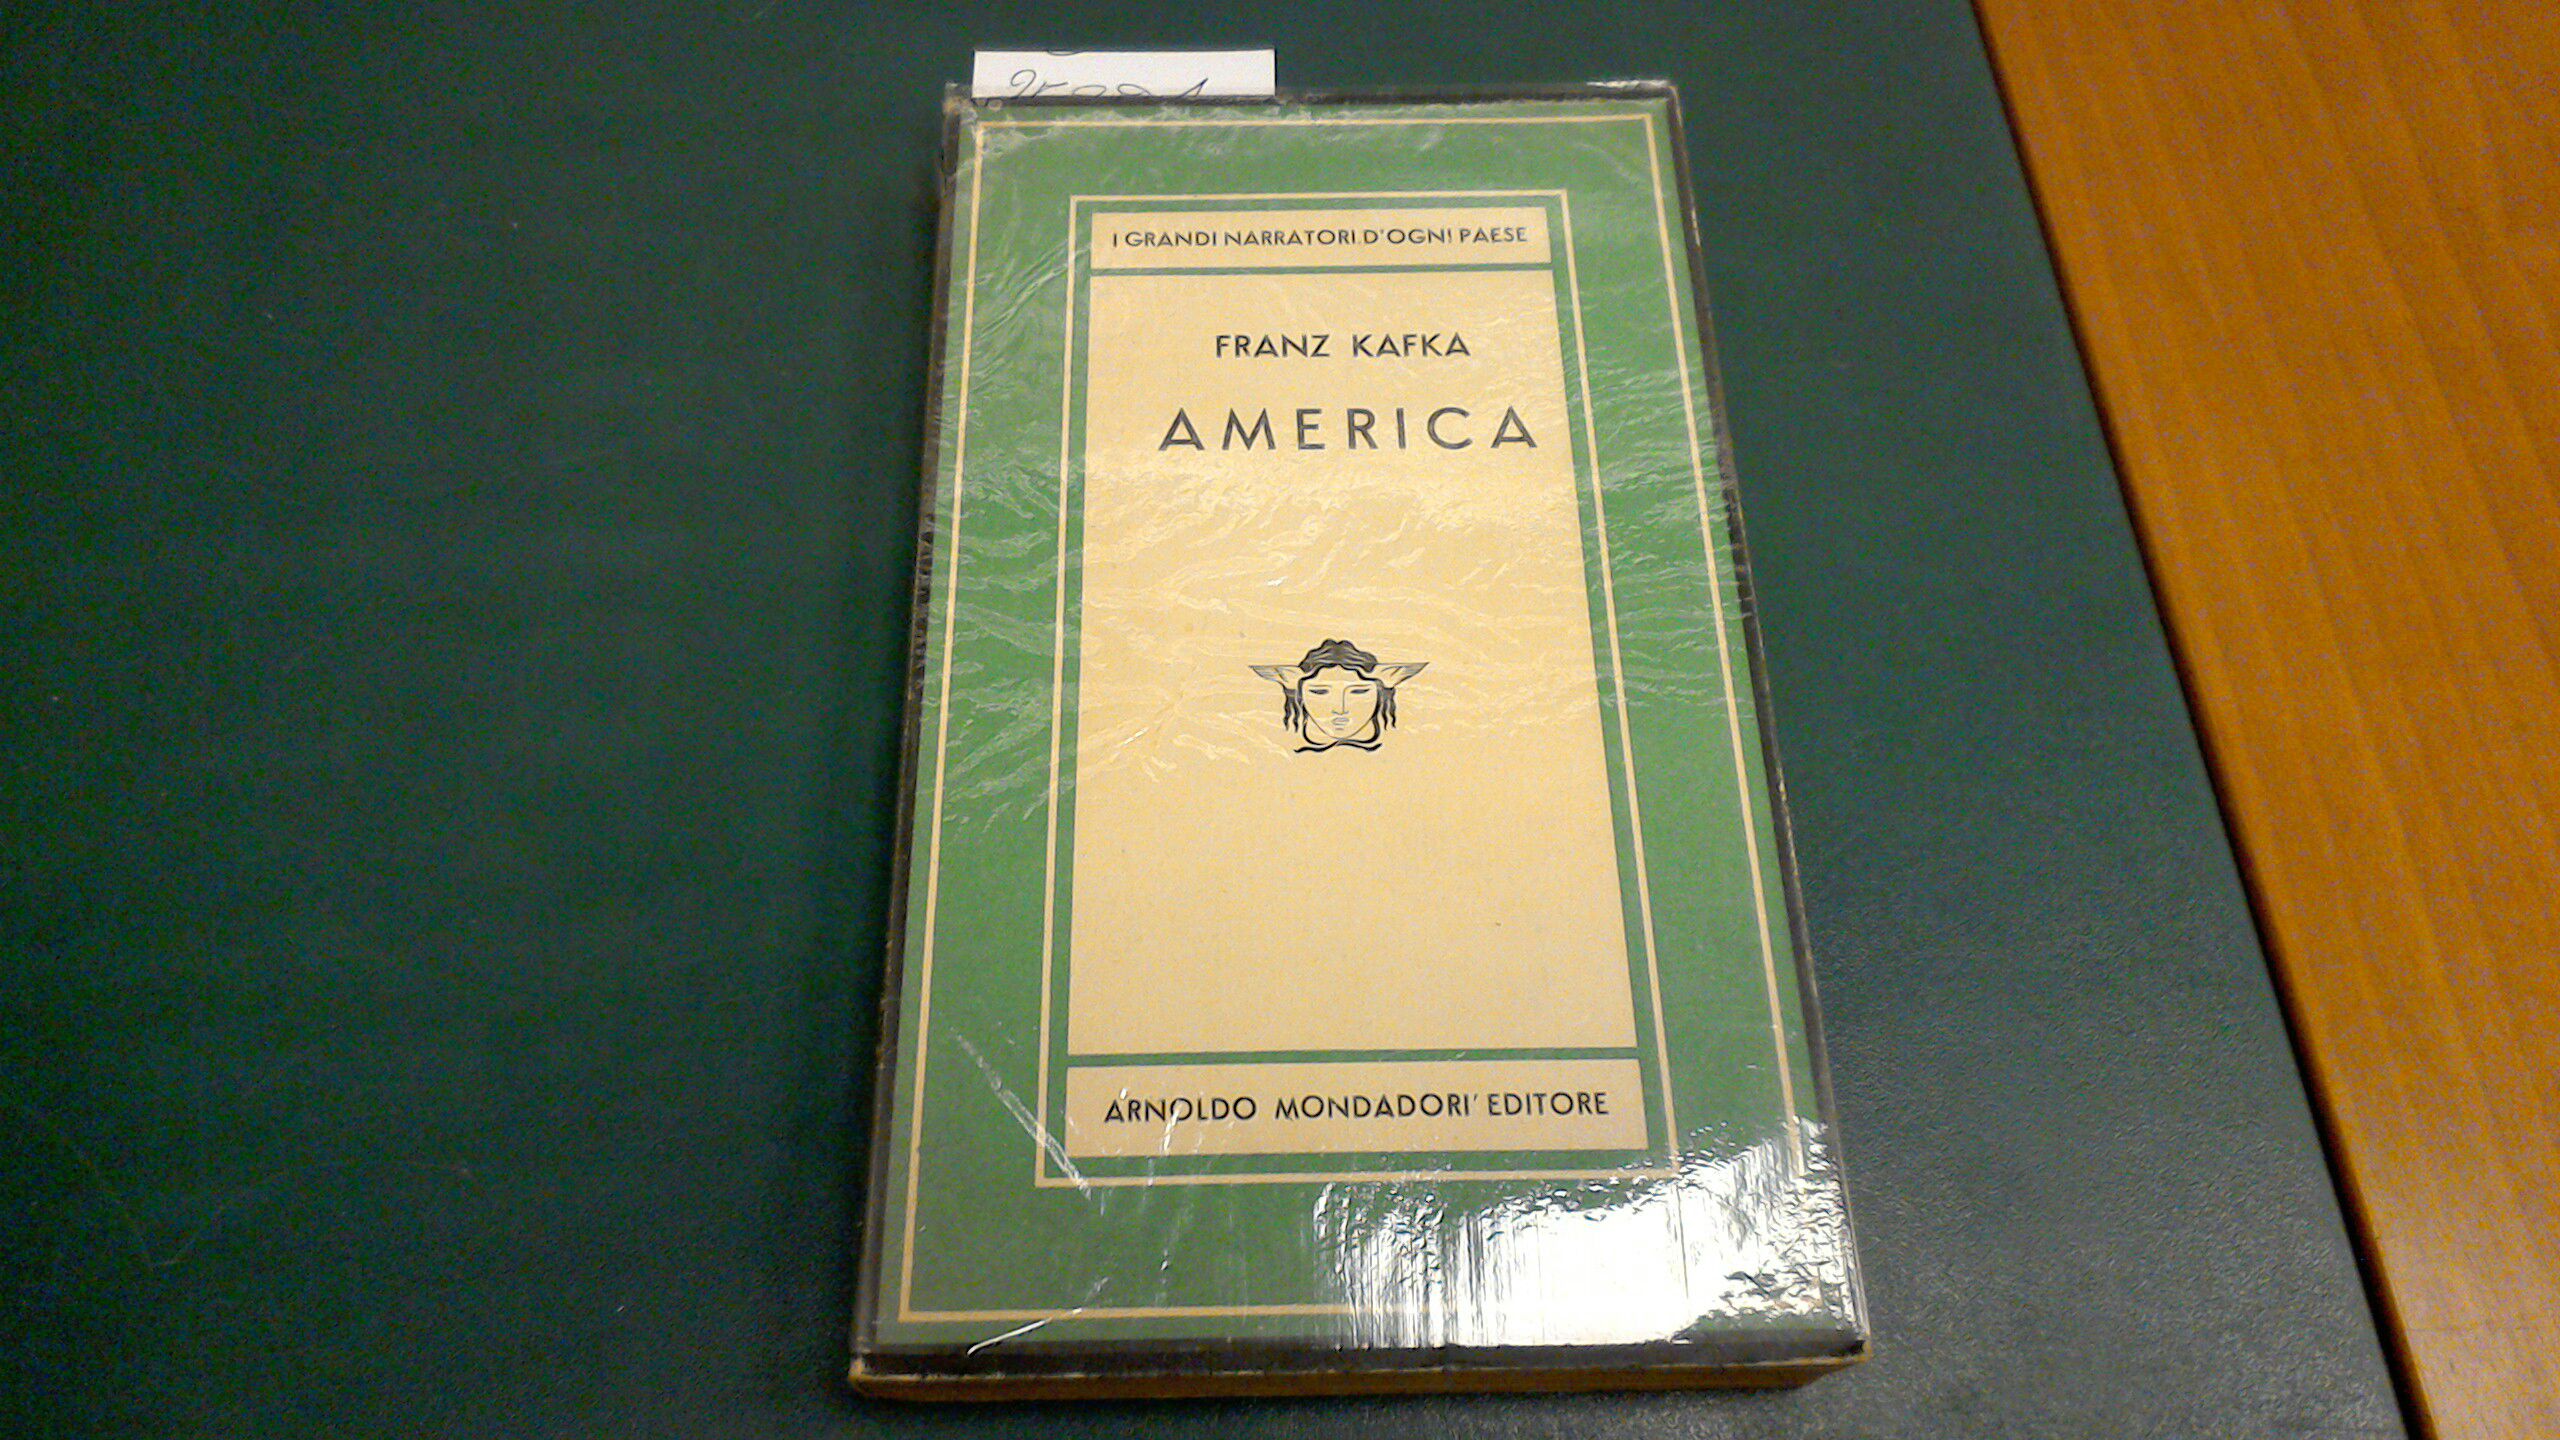 I GRANDI NARRATORI D'OGNI PAESE
FRANZ KAFKA
AMERICA
ARNOLDO MONDADORI EDITORE